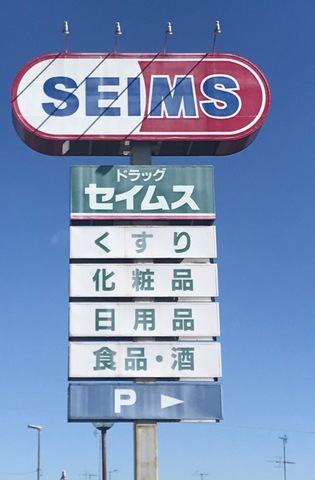 SEIMS
ドラッグ
セイムス
くすり
化粧品
日用品
食品・酒
P ►